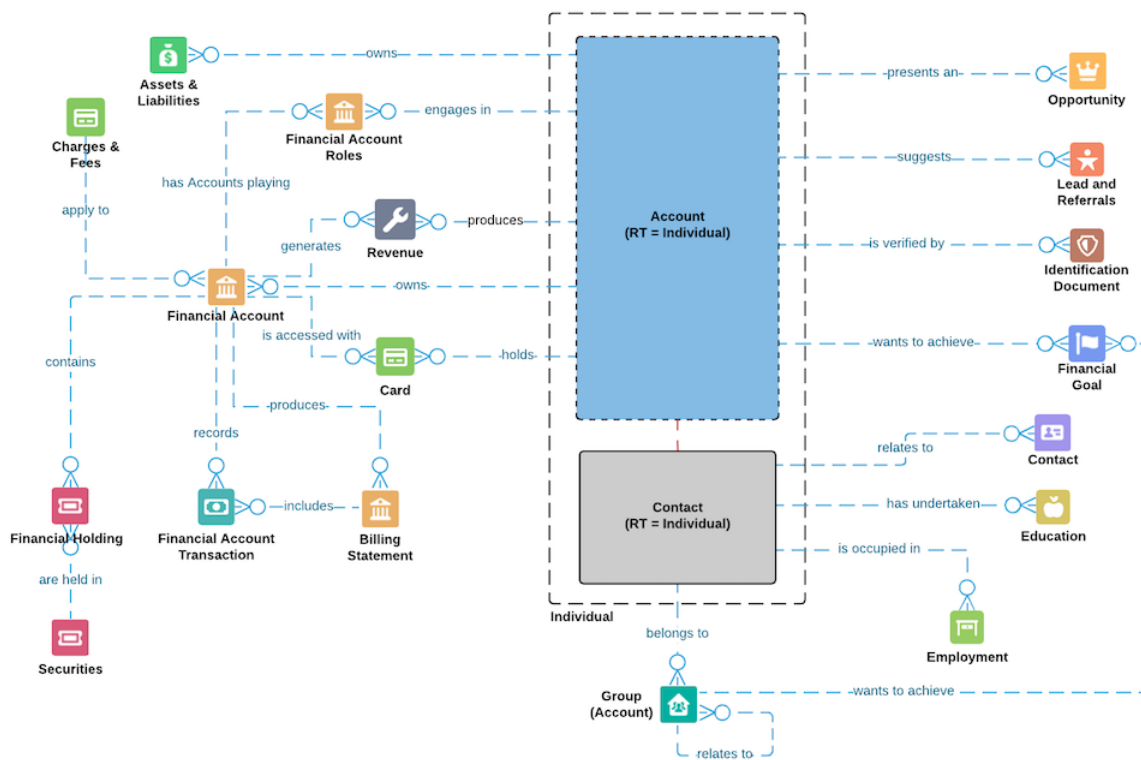 owns
Assets &
Liabilities
presents an
Opportunity
engages in
Financial Account
Roles
Charges &
Fees
suggests
Lead and
Referrals
has Accounts playing
apply to
produces
Revenue
generates
Account
(RT = Individual)
is verified by
Identification
Document
owns
Financial Account
is accessed with
holds
Card
wants to achieve
Financial
Goal
contains
produces
records
relates to
Contact
includes
Financial Holding
Financial Account
Transaction
Billing
Statement
Contact
(RT = Individual)
has undertaken
Education
is occupied in
are held in
Individual
belongs to
Employment
Securities
Group
(Account)
wants to achieve
relates to